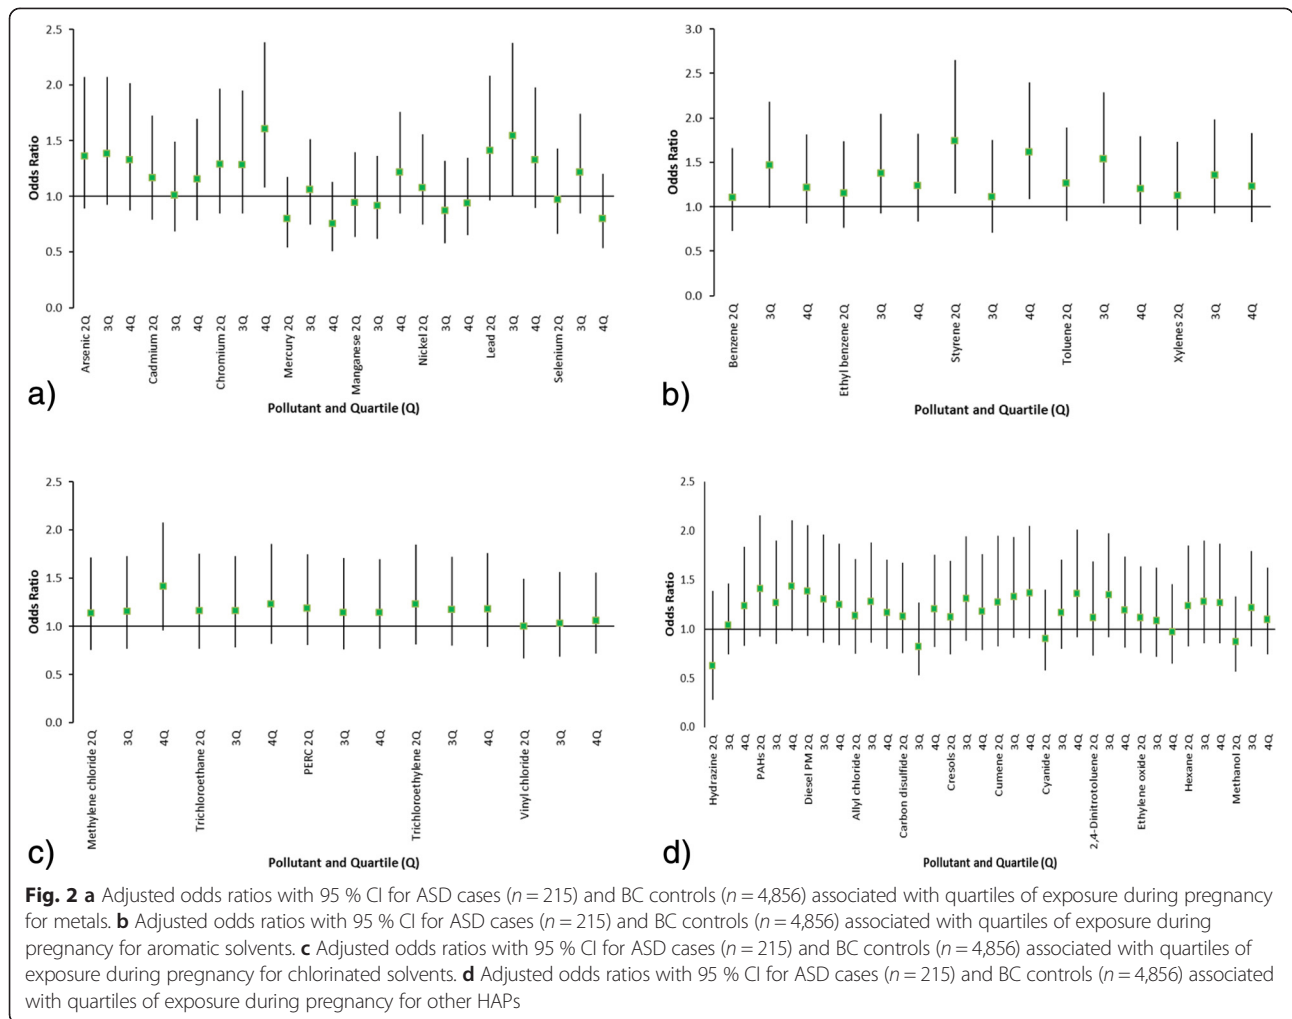 2.5
2.0
1.5
1.0
0.5
0.0
Odds Ratio
Arsenic 2Q
3Q
4Q
Cadmium 2Q
3Q
4Q
Chromium 2Q
3Q
4Q
Mercury 2Q
3Q
4Q
Manganese 2Q
3Q
4Q
Nickel 2Q
3Q
4Q
Lead 2Q
3Q
4Q
Selenium 2Q
3Q
4Q
a)
Pollutant and Quartile (Q)
3.0
2.5
2.0
1.5
1.0
0.5
0.0
Odds Ratio
Benzene 2Q
3Q
4Q
Ethyl benzene 2Q
3Q
4Q
Styrene 2Q
3Q
4Q
Toluene 2Q
3Q
4Q
Xylenes 2Q
3Q
4Q
b)
Pollutant and Quartile (Q)
2.5
2.0
1.5
1.0
0.5
0.0
Odds Ratio
Methylene chloride 2Q
3Q
4Q
Trichloroethane 2Q
3Q
4Q
PERC 2Q
3Q
4Q
Trichloroethylene 2Q
3Q
4Q
Vinyl chloride 2Q
3Q
4Q
c)
Pollutant and Quartile (Q)
2.5
2.0
1.5
1.0
0.5
0.0
Odds Ratio
Hydrazine 2Q
3Q
4Q
PAHs 2Q
3Q
4Q
Diesel PM 2Q
3Q
4Q
Allyl chloride 2Q
3Q
4Q
Carbon disulfide 2Q
3Q
4Q
Cresols 2Q
3Q
4Q
Cumene 2Q
3Q
4Q
Cyanide 2Q
3Q
4Q
2,4-Dinitrotoluene 2Q
3Q
4Q
Ethylene oxide 2Q
3Q
4Q
Hexane 2Q
3Q
4Q
Methanol 2Q
3Q
4Q
d)
Pollutant and Quartile (Q)
Fig. 2 a Adjusted odds ratios with 95 % CI for ASD cases (n = 215) and BC controls (n = 4,856) associated with quartiles of exposure during pregnancy
for metals. b Adjusted odds ratios with 95 % CI for ASD cases (n = 215) and BC controls (n = 4,856) associated with quartiles of exposure during
pregnancy for aromatic solvents. c Adjusted odds ratios with 95 % CI for ASD cases (n = 215) and BC controls (n = 4,856) associated with quartiles of
exposure during pregnancy for chlorinated solvents. d Adjusted odds ratios with 95 % CI for ASD cases (n = 215) and BC controls (n = 4,856) associated
with quartiles of exposure during pregnancy for other HAPs